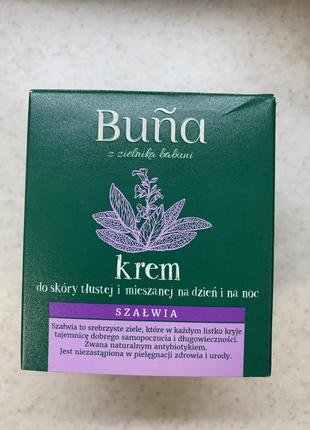 Buña
z zielnika babuni
krem
do skóry tłustej i mieszanej na dzień i na noc
SZAŁWIA
Szałwia to srebrzyste ziele, które w każdym listku kryje
tajemnicę dobrego samopoczucia i długowieczności.
Zwana naturalnym antybiotykiem.
Jest niezastąpiona w pielęgnacji zdrowia i urody.